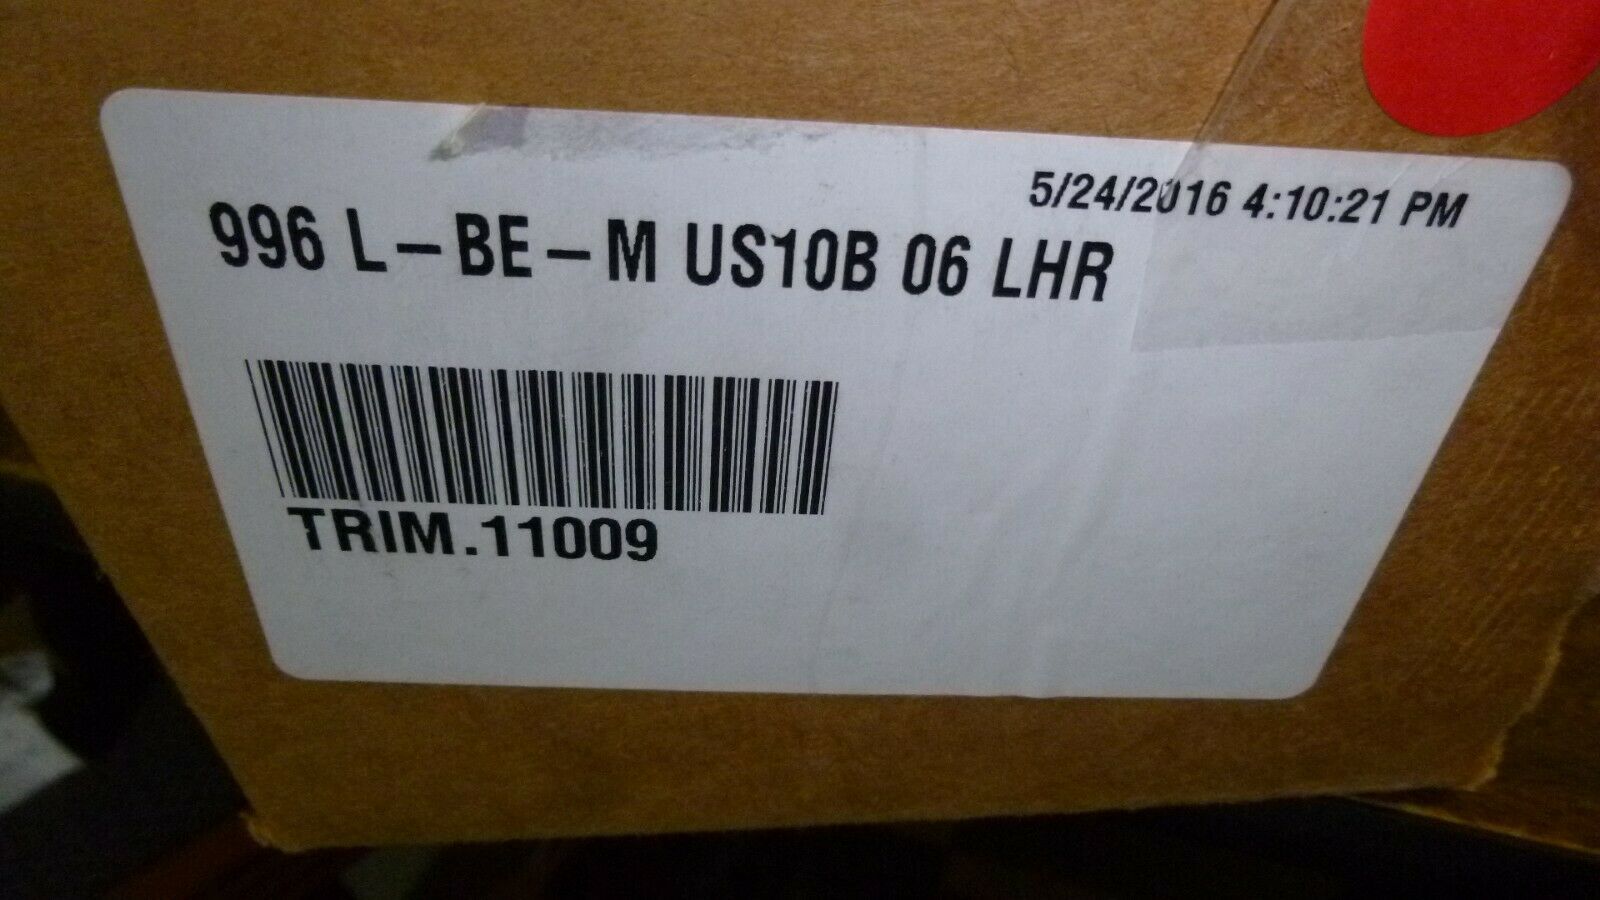 5/24/2016 4:10:21 PM
996 L-BE-M US10B 06 LHR
TRIM.11009